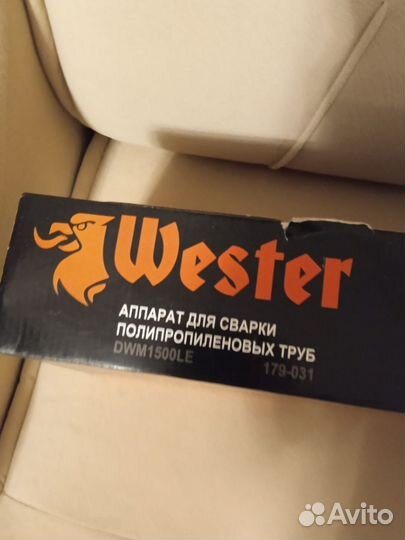 Wester
АППАРАТ ДЛЯ СВАРКИ
ПОЛИПРОПИЛЕНОВЫХ ТРУБ
DWM1500LE 179-031
Avito